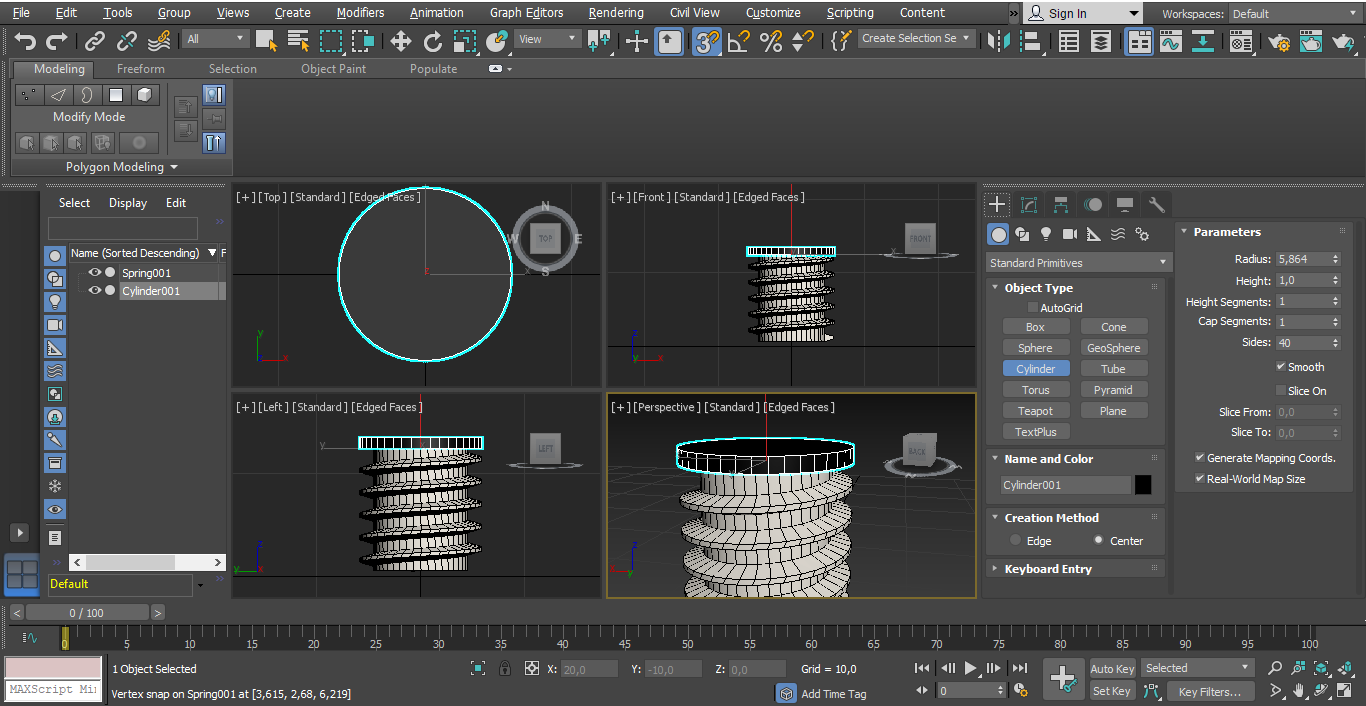 File Edit Tools Group Views Create Modifiers Animation Graph Editors Rendering Civil View Customize Scripting Content » Sign In Workspaces: Default
All View 3 Create Selection Se
Modeling Freeform Selection Object Paint Populate
Modify Mode
Polygon Modeling
Select Display Edit
Name (Sorted Descending) F
Spring001
Cylinder001
Default
[+] [Top ] [Standard ] [Edged Faces ]
N
W TOP E
S
x
y
x
[+] [Front ] [Standard ] [Edged Faces ]
FRONT
x
z
y x
[+] [Left ] [Standard ] [Edged Faces ]
LEFT
y
z
y x
[+] [Perspective ] [Standard ] [Edged Faces ]
BACK
z
x
y
Standard Primitives
Object Type
AutoGrid
Box Cone
Sphere GeoSphere
Cylinder Tube
Torus Pyramid
Teapot Plane
TextPlus
Name and Color
Cylinder001
Creation Method
Edge Center
Keyboard Entry
Parameters
Radius: 5,864
Height: 1,0
Height Segments: 1
Cap Segments: 1
Sides: 40
Smooth
Slice On
Slice From: 0,0
Slice To: 0,0
Generate Mapping Coords.
Real-World Map Size
< 0 / 100 >
0 5 10 15 20 25 30 35 40 45 50 55 60 65 70 75 80 85 90 95 100
1 Object Selected
X: 20,0 Y: -10,0 Z: 0,0 Grid = 10,0
Auto Key Selected
MAXScript Mi
Vertex snap on Spring001 at [3,615, 2,68, 6,219]
Add Time Tag
0
Set Key Key Filters...